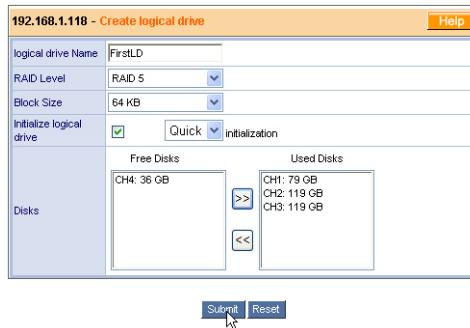 192.168.1.118 - Create logical drive Help
logical drive Name FirstLD
RAID Level RAID 5
Block Size 64 KB
Initialize logical drive Quick initialization
Free Disks Used Disks
Disks
CH4: 36 GB
>>
<<
CH1: 79 GB
CH2: 119 GB
CH3: 119 GB
Submit Reset